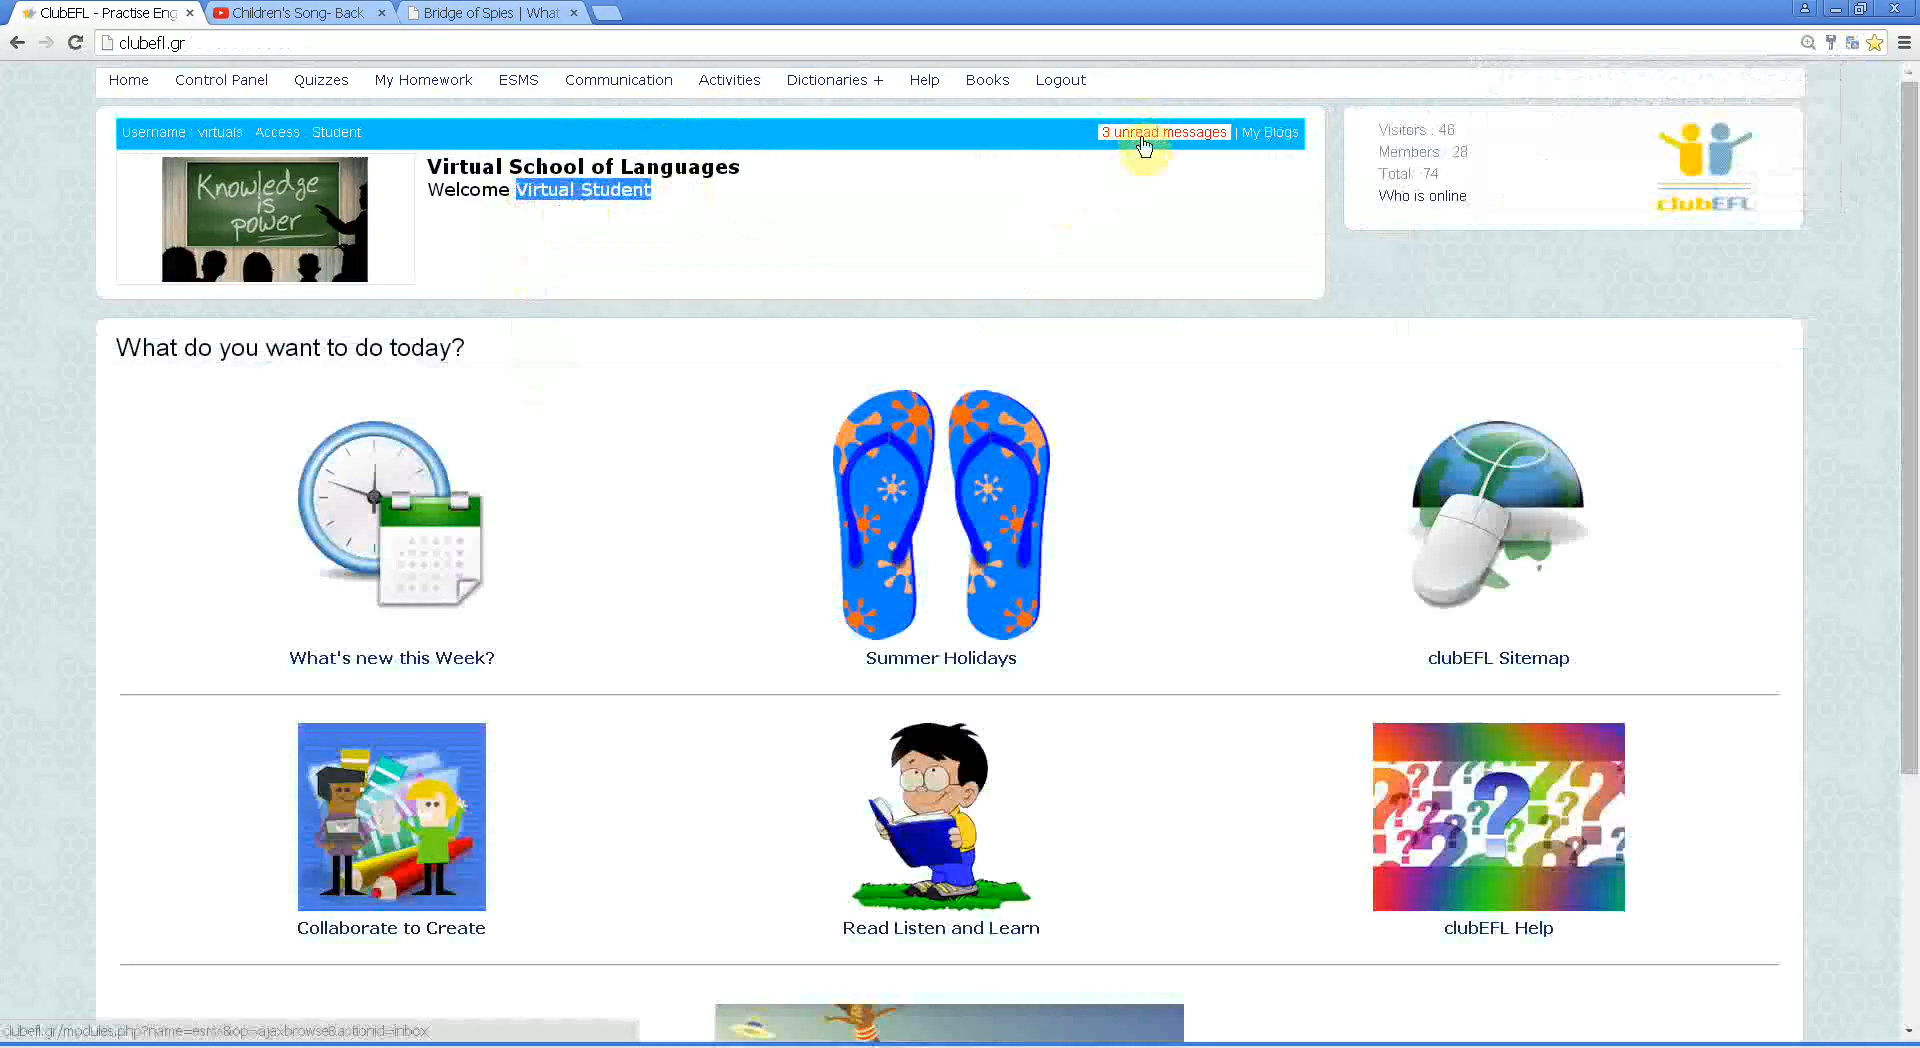 ClubEFL - Practise Eng
Children's Song- Back
Bridge of Spies | What
clubefl.gr
Home Control Panel Quizzes My Homework ESMS Communication Activities Dictionaries + Help Books Logout
Username : virtuals Access : Student
3 unread messages | My Blogs
Knowledge
is
power
Virtual School of Languages
Welcome Virtual Student
Visitors : 46
Members : 28
Total: 74
Who is online
clubEFL
What do you want to do today?
What's new this Week?
Summer Holidays
clubEFL Sitemap
Collaborate to Create
Read Listen and Learn
clubEFL Help
clubefl.gr/modules.php?name=esmx&op=ajaxbrowse&actionid=inbox